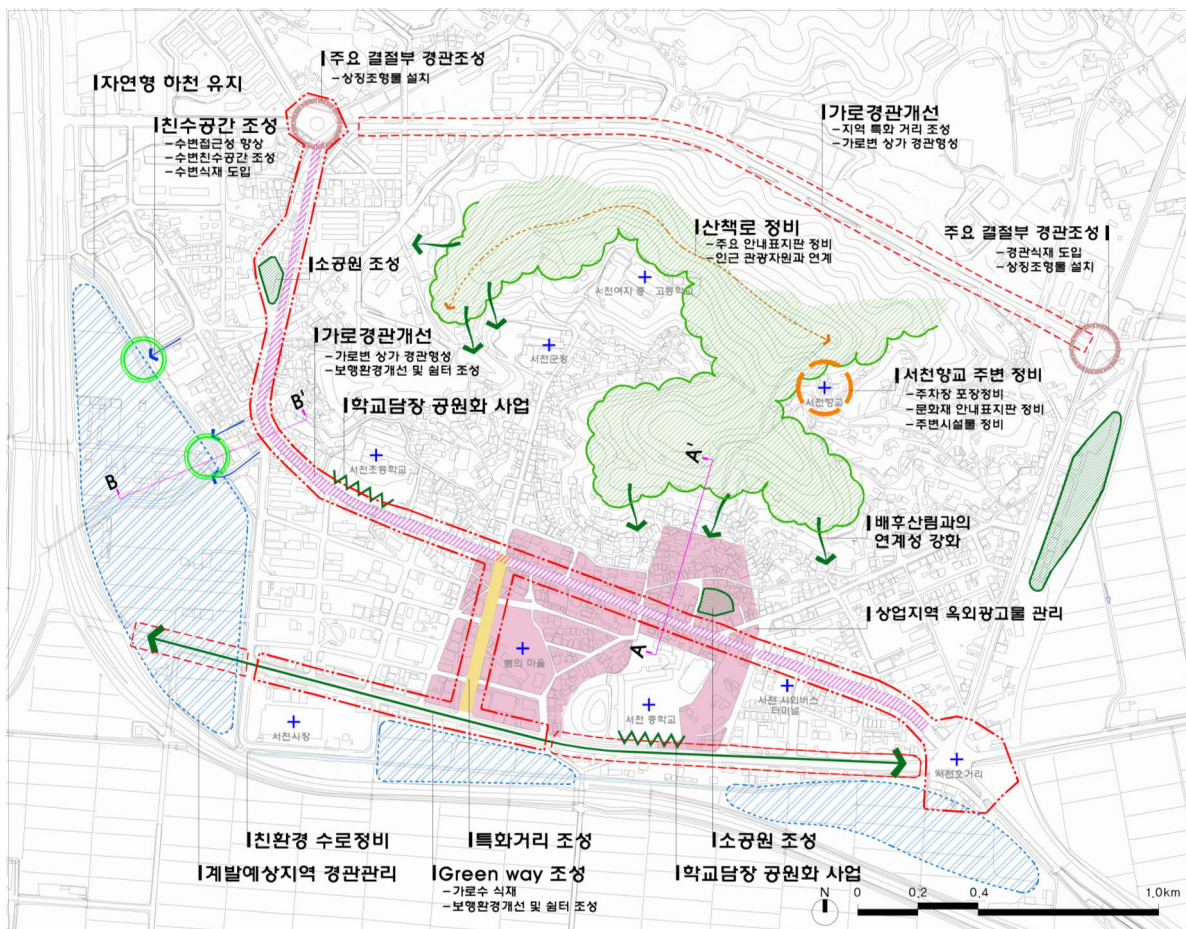 주요 결절부 경관조성
-상징조형물 설치
자연형 하천 유지
친수공간 조성
-수변접근성 향상
-수변친수공간 조성
-수변식재 도입
가로경관개선
-지역 특화 거리 조성
-가로변 상가 경관형성
산책로 정비
-주요 안내표지판 정비
-인근 관광자원과 연계
주요 결절부 경관조성
-경관식재 도입
-상징조형물 설치
소공원 조성
서천여자 중·고등학교
가로경관개선
-가로변 상가 경관형성
-보행환경개선 및 쉼터 조성
서천군청
서천향교 주변 정비
-주차장 포장정비
-문화재 안내표지판 정비
-주변시설물 정비
서천향교
학교담장 공원화 사업
B'
서천초등학교
A'
B
배후산림과의
연계성 강화
상업지역 옥외광고물 관리
A
봄의 마을
서천 시외버스
터미널
서천 중학교
서천시장
서천오거리
친환경 수로정비
특화거리 조성
소공원 조성
계발예상지역 경관관리
Green way 조성
-가로수 식재
-보행환경개선 및 쉼터 조성
학교담장 공원화 사업
N
0 0.2 0.4 1.0km